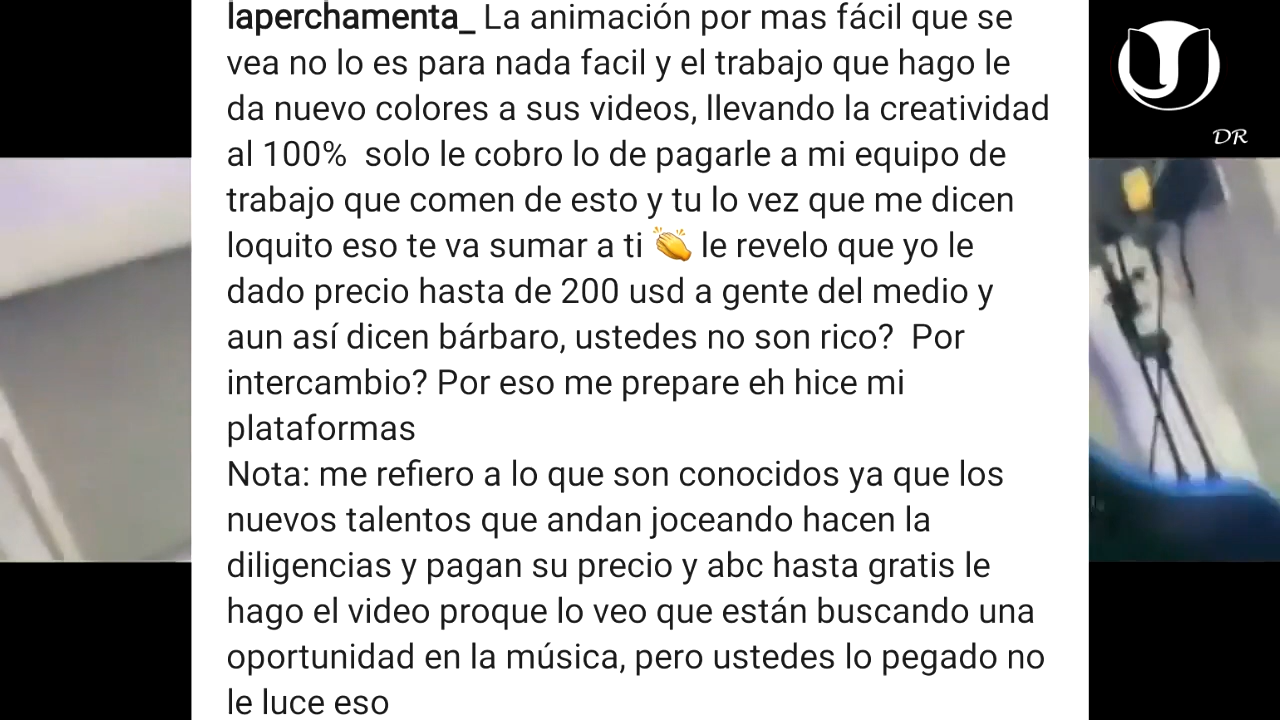 laperchamenta_ La animación por mas fácil que se
vea no lo es para nada facil y el trabajo que hago le
da nuevo colores a sus videos, llevando la creatividad
al 100%  solo le cobro lo de pagarle a mi equipo de
trabajo que comen de esto y tu lo vez que me dicen
loquito eso te va sumar a ti 👏 le revelo que yo le
dado precio hasta de 200 usd a gente del medio y
aun así dicen bárbaro, ustedes no son rico?  Por
intercambio? Por eso me prepare eh hice mi
plataformas
Nota: me refiero a lo que son conocidos ya que los
nuevos talentos que andan joceando hacen la
diligencias y pagan su precio y abc hasta gratis le
hago el video proque lo veo que están buscando una
oportunidad en la música, pero ustedes lo pegado no
le luce eso
DR